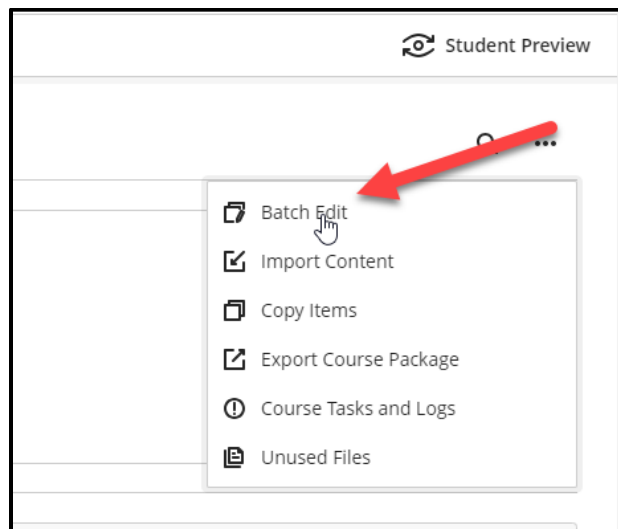 Student Preview
Batch Edit
Import Content
Copy Items
Export Course Package
Course Tasks and Logs
Unused Files